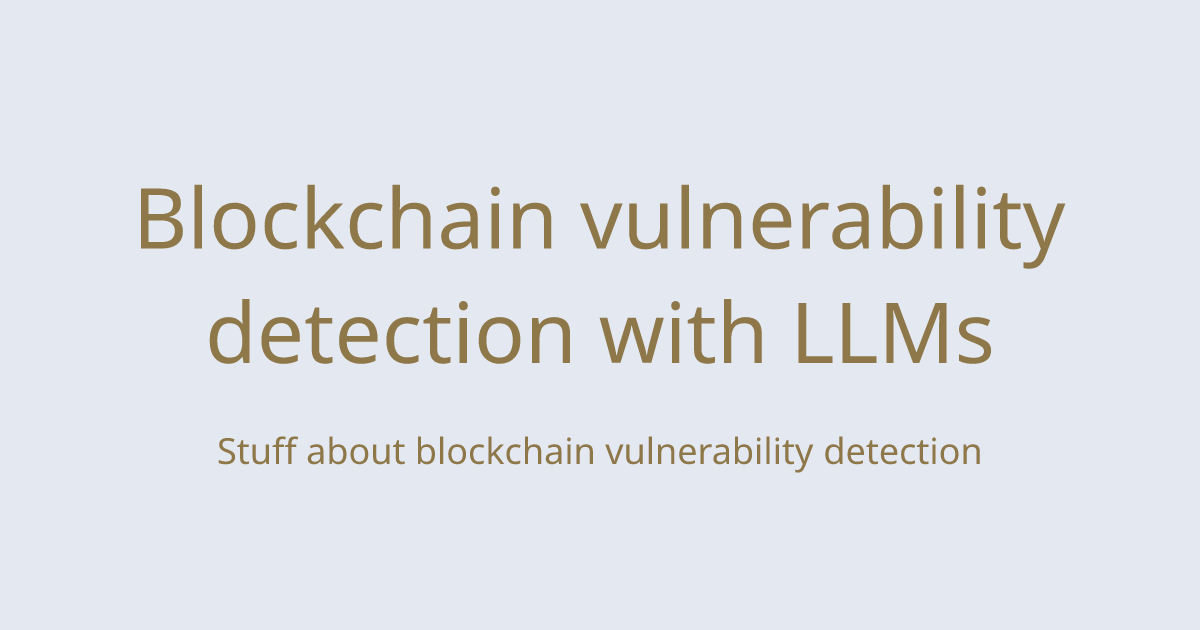 Blockchain vulnerability
detection with LLMs
Stuff about blockchain vulnerability detection